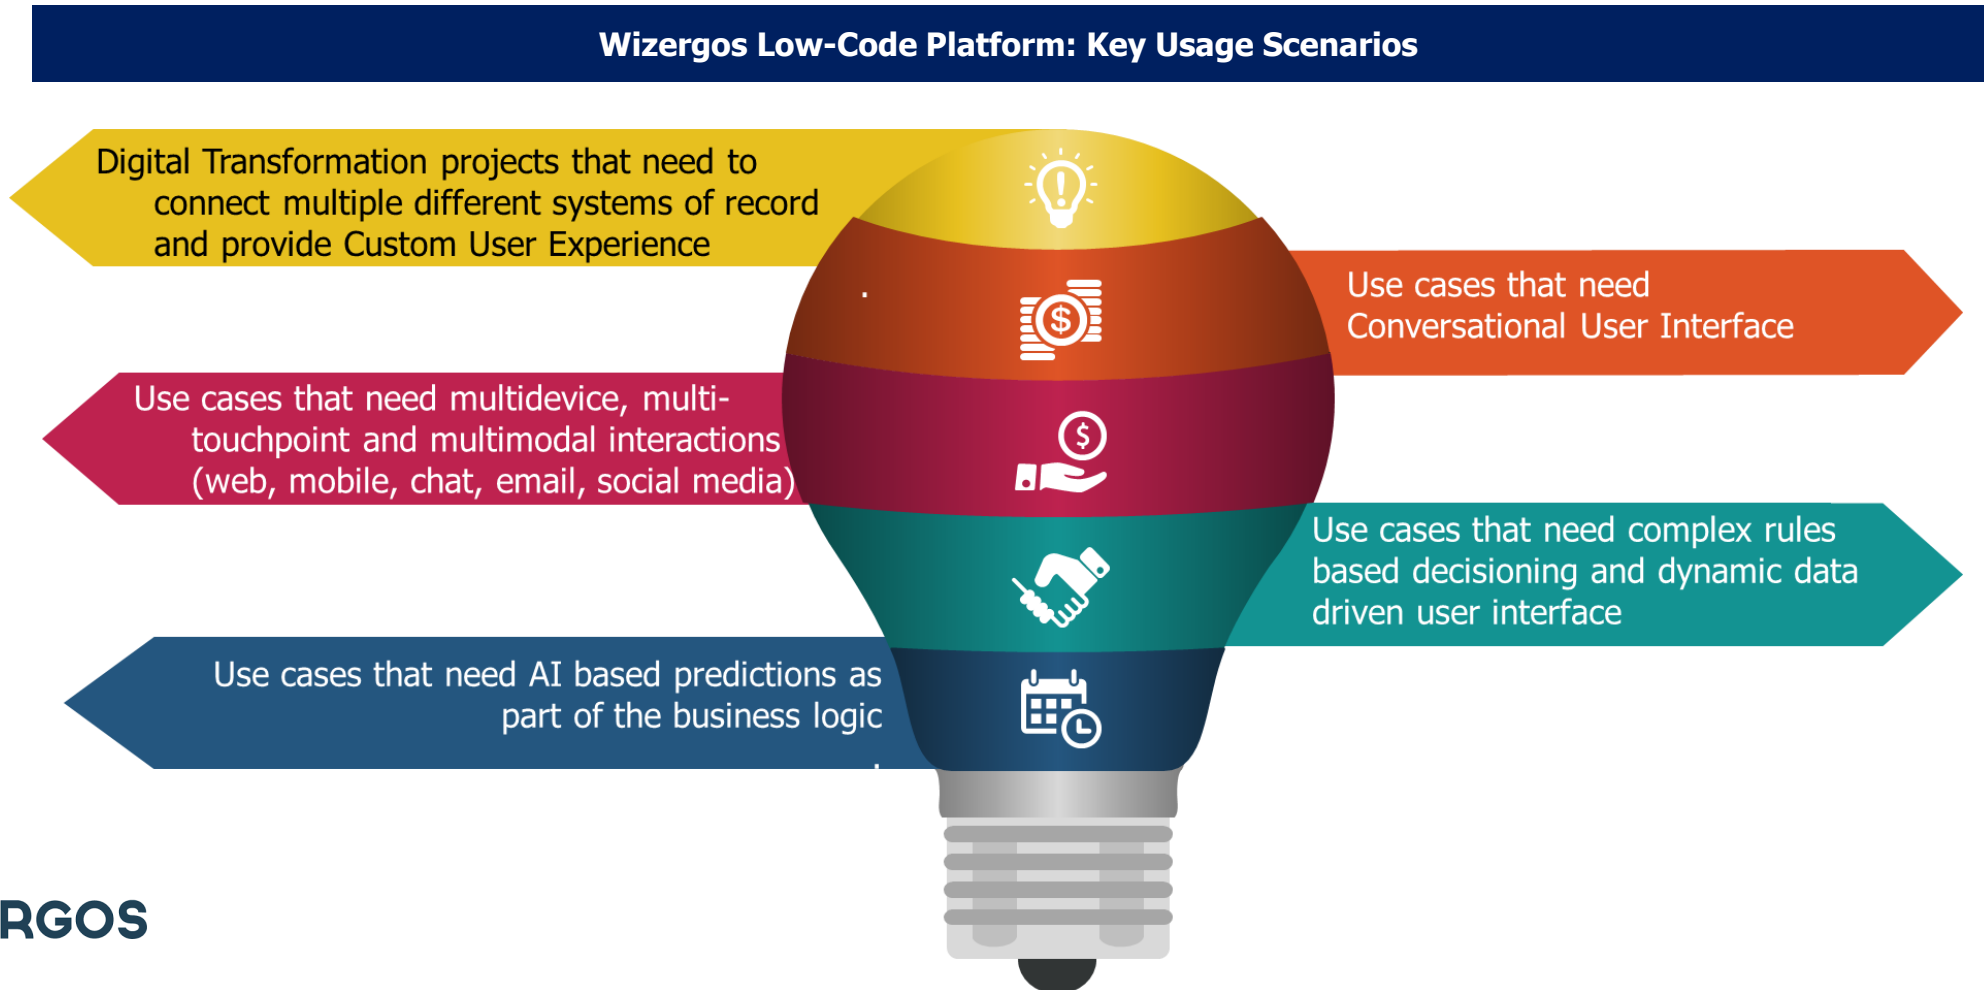 Wizergos Low-Code Platform: Key Usage Scenarios
Digital Transformation projects that need to
connect multiple different systems of record
and provide Custom User Experience
.
Use cases that need
Conversational User Interface
Use cases that need multidevice, multi-
touchpoint and multimodal interactions
(web, mobile, chat, email, social media)
Use cases that need complex rules
based decisioning and dynamic data
driven user interface
Use cases that need AI based predictions as
part of the business logic
.
RGOS